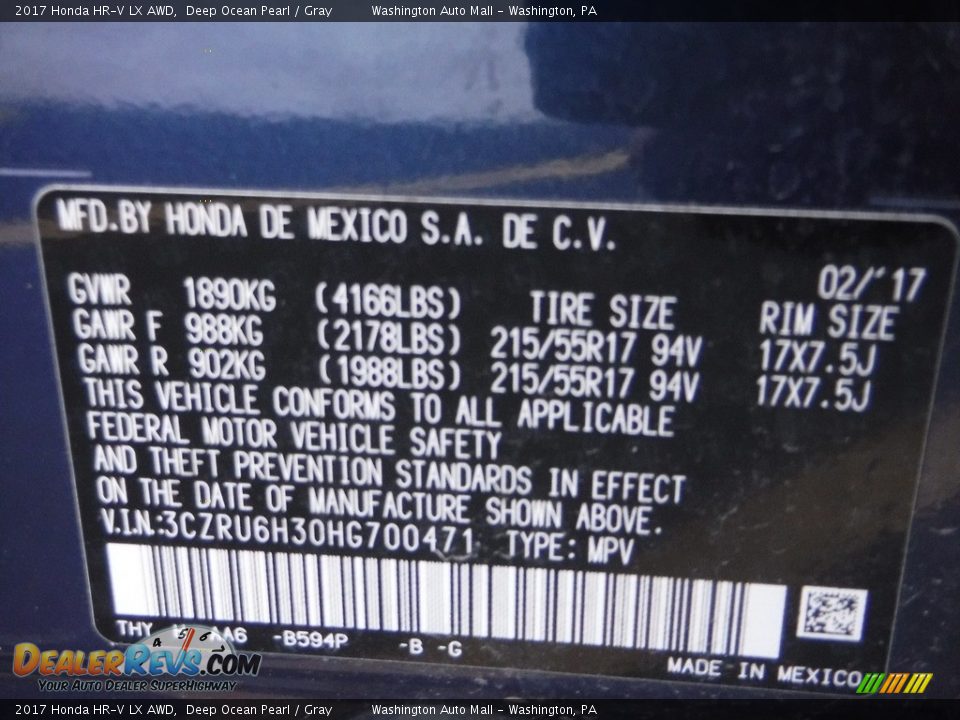 2017 Honda HR-V LX AWD, Deep Ocean Pearl / Gray Washington Auto Mall - Washington, PA
MFD.BY HONDA DE MEXICO S.A. DE C.V.
02/'17
GVWR 1890KG (4166LBS) TIRE SIZE RIM SIZE
GAWR F 988KG (2178LBS) 215/55R17 94V 17X7.5J
GAWR R 902KG (1988LBS) 215/55R17 94V 17X7.5J
THIS VEHICLE CONFORMS TO ALL APPLICABLE
FEDERAL MOTOR VEHICLE SAFETY
AND THEFT PREVENTION STANDARDS IN EFFECT
ON THE DATE OF MANUFACTURE SHOWN ABOVE.
V.I.N.:3CZRU6H30HG700471 TYPE: MPV
THY AA6 -B594P -B -G
MADE IN MEXICO
4 5 6
DEALERREVS.COM
YOUR AUTO DEALER SUPERHIGHWAY
2017 Honda HR-V LX AWD, Deep Ocean Pearl / Gray Washington Auto Mall - Washington, PA